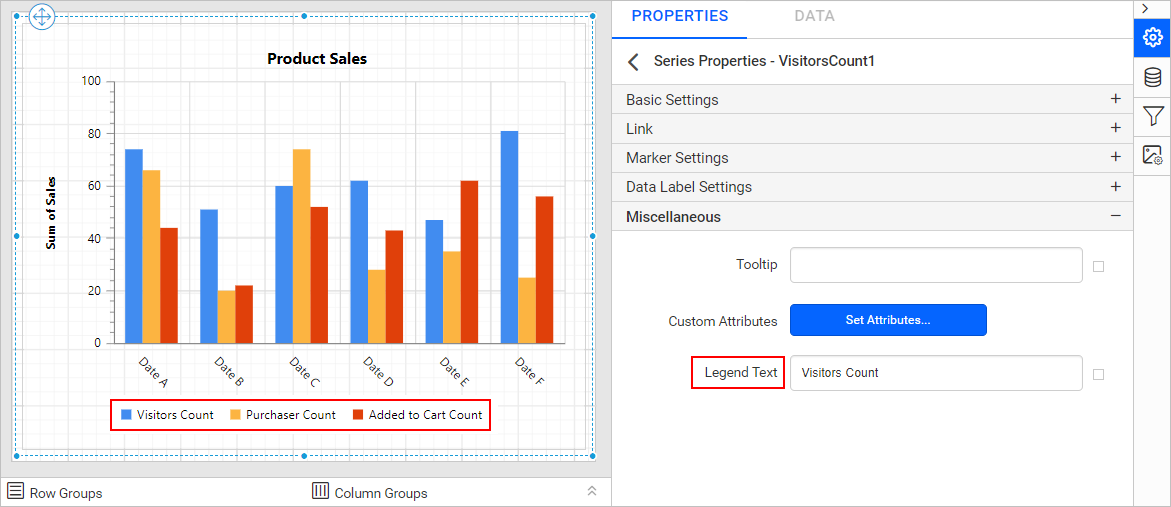 Product Sales
Sum of Sales
100
80
60
40
20
0
Date A
Date B
Date C
Date D
Date E
Date F
Visitors Count
Purchaser Count
Added to Cart Count
Row Groups
Column Groups
PROPERTIES
DATA
Series Properties - VisitorsCount1
Basic Settings
Link
Marker Settings
Data Label Settings
Miscellaneous
Tooltip
Custom Attributes
Set Attributes...
Legend Text
Visitors Count